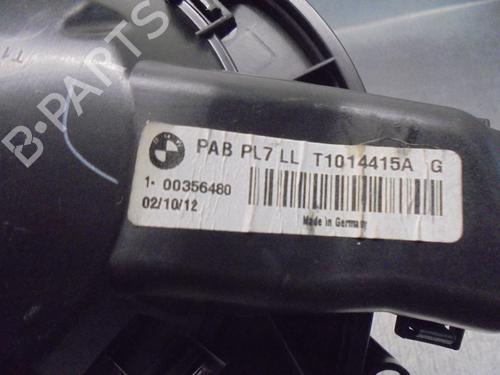 B-PARTS
PAB PL7 LL T1014415A G
1- 00356480
02/10/12
Made in Germany